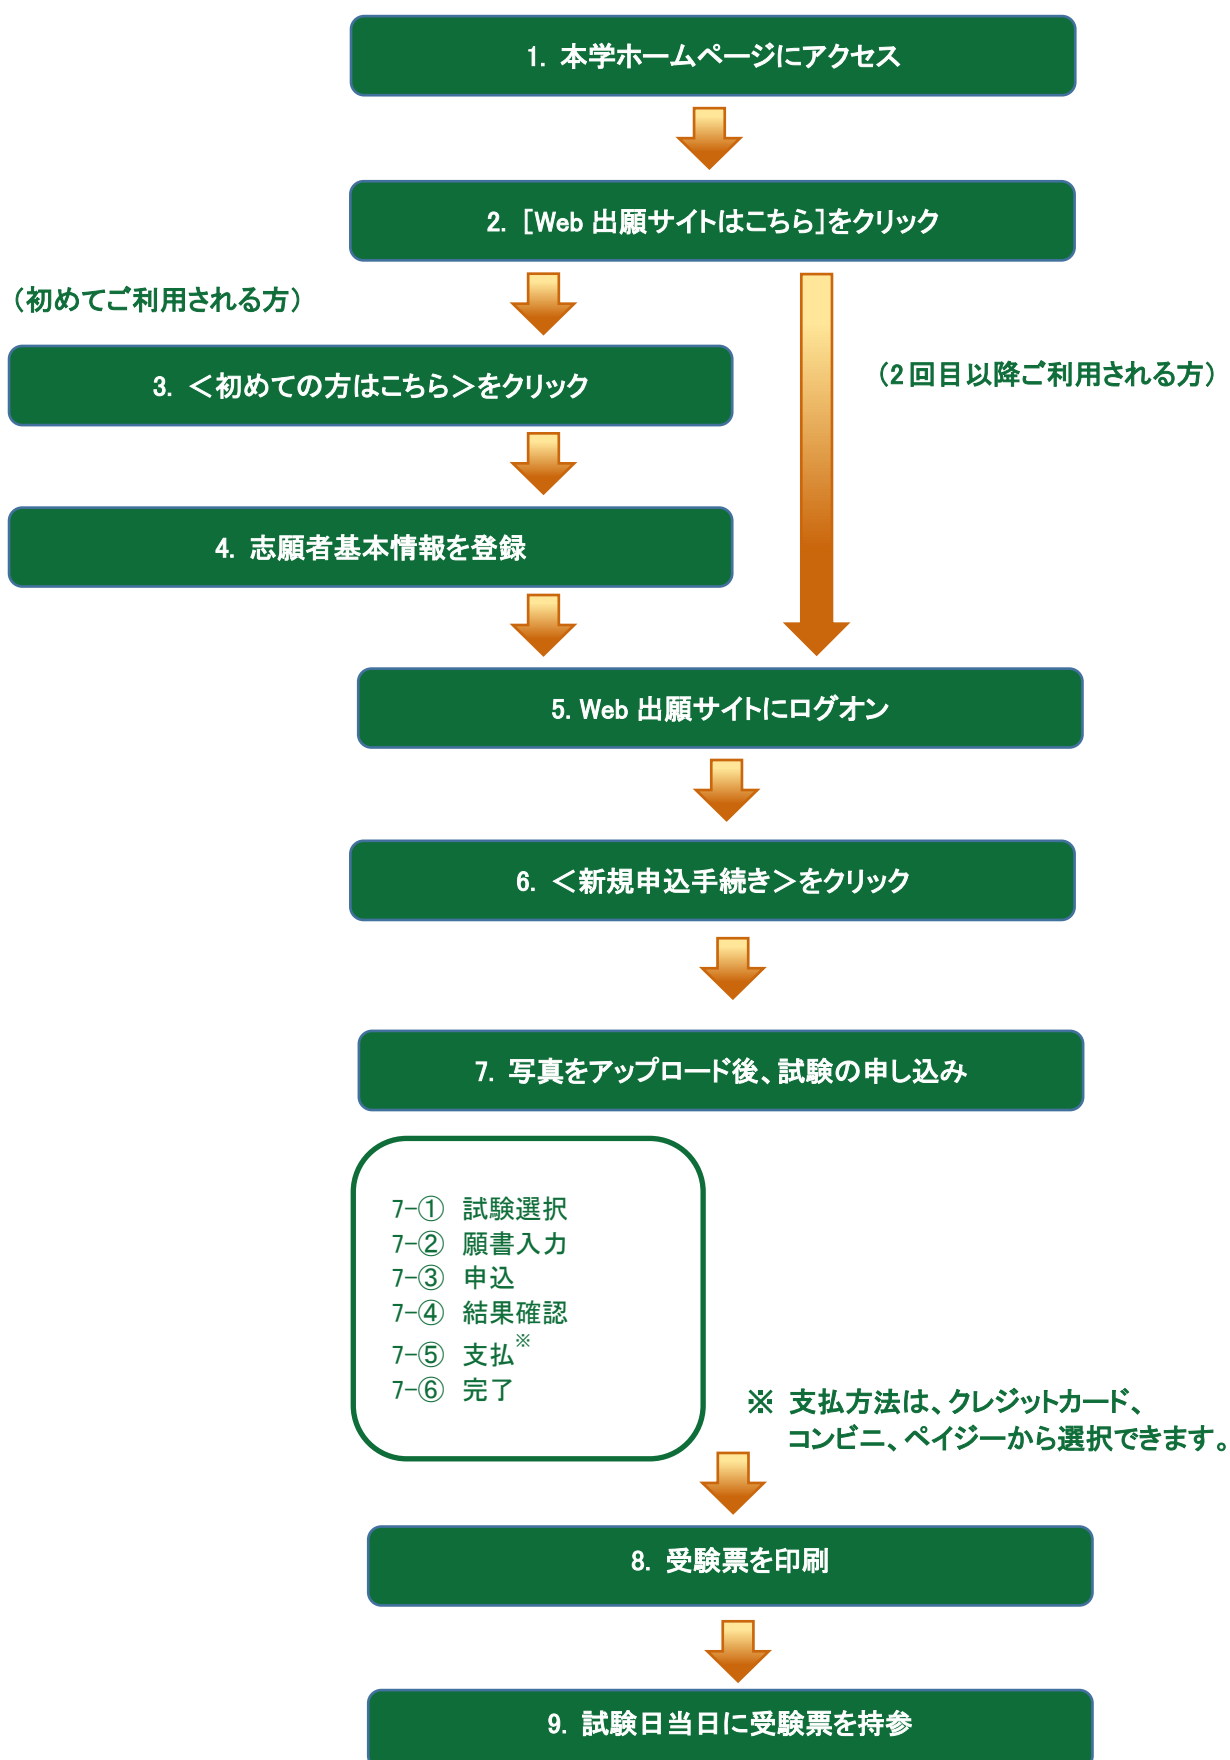 1. 本学ホームページにアクセス
2. [Web 出願サイトはこちら]をクリック
（初めてご利用される方）
3. ＜初めての方はこちら＞をクリック
（2 回目以降ご利用される方）
4. 志願者基本情報を登録
5. Web 出願サイトにログオン
6. ＜新規申込手続き＞をクリック
7. 写真をアップロード後、試験の申し込み
7-① 試験選択
7-② 願書入力
7-③ 申込
7-④ 結果確認
7-⑤ 支払※
7-⑥ 完了
※ 支払方法は、クレジットカード、
コンビニ、ペイジーから選択できます。
8. 受験票を印刷
9. 試験日当日に受験票を持参